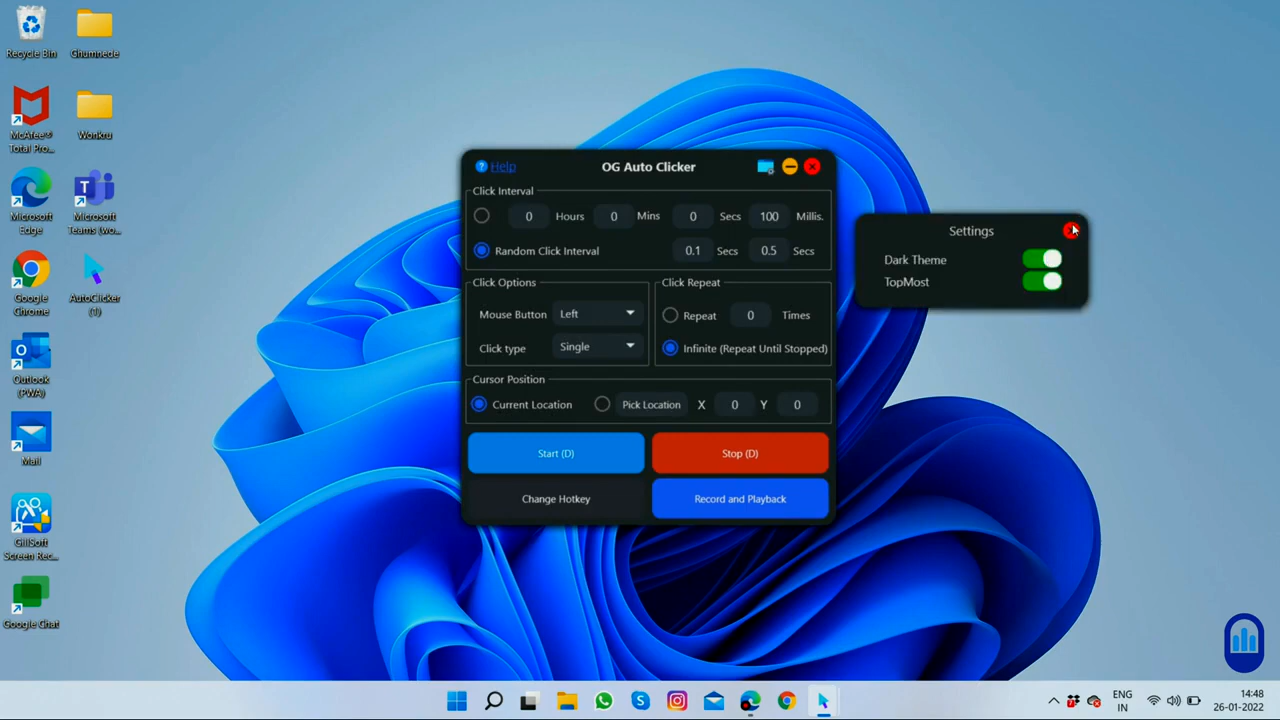 Recycle Bin
Ghumnede
McAfee®
Total Pro...
Wonkru
Microsoft
Edge
Microsoft
Teams (wo...
Google
Chrome
AutoClicker
(1)
Outlook
(PWA)
Mail
GiliSoft
Screen Rec...
Google Chat
Help
OG Auto Clicker
Click Interval
0 Hours 0 Mins 0 Secs 100 Millis.
Random Click Interval 0.1 Secs 0.5 Secs
Click Options
Mouse Button Left
Click type Single
Click Repeat
Repeat 0 Times
Infinite (Repeat Until Stopped)
Cursor Position
Current Location Pick Location X 0 Y 0
Start (D) Stop (D)
Change Hotkey Record and Playback
Settings
Dark Theme
TopMost
ENG
IN
14:48
26-01-2022